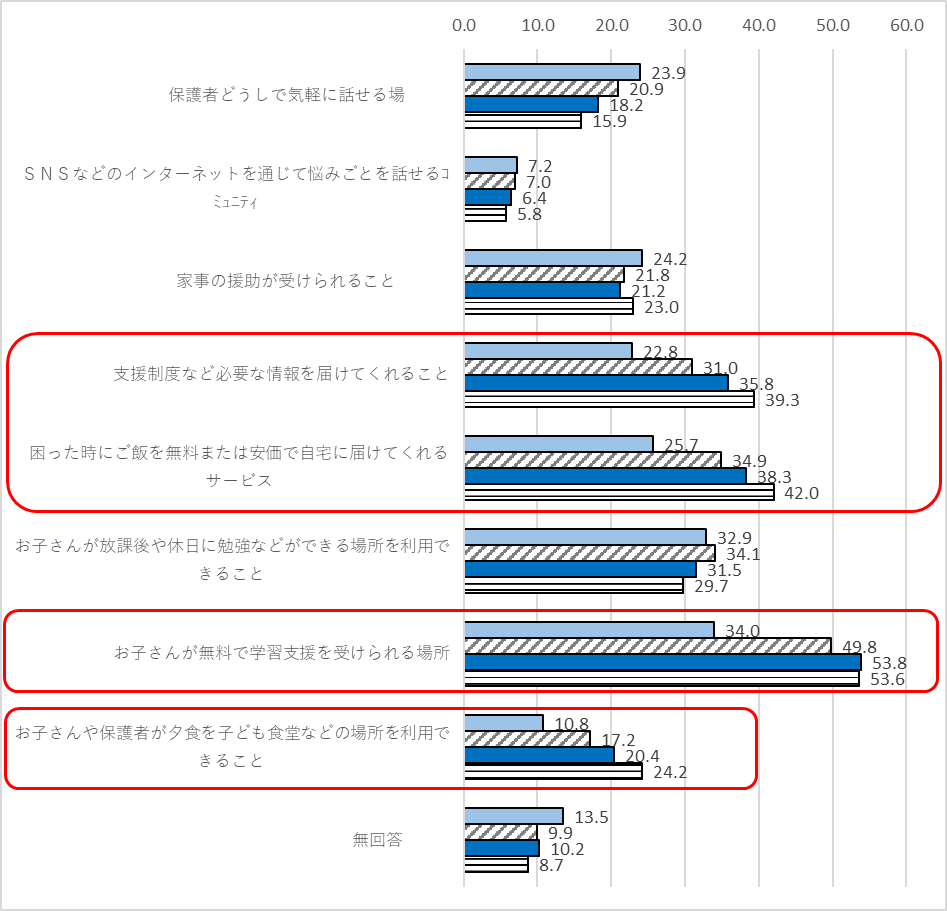 0.0 10.0 20.0 30.0 40.0 50.0 60.0
保護者どうしで気軽に話せる場
23.9
20.9
18.2
15.9
ＳＮＳなどのインターネットを通じて悩みごとを話せるｺ
ﾐｭﾆﾃｨ
7.2
7.0
6.4
5.8
家事の援助が受けられること
24.2
21.8
21.2
23.0
支援制度など必要な情報を届けてくれること
22.8
31.0
35.8
39.3
困った時にご飯を無料または安価で自宅に届けてくれる
サービス
25.7
34.9
38.3
42.0
お子さんが放課後や休日に勉強などができる場所を利用で
きること
32.9
34.1
31.5
29.7
お子さんが無料で学習支援を受けられる場所
34.0
49.8
53.8
53.6
お子さんや保護者が夕食を子ども食堂などの場所を利用で
きること
10.8
17.2
20.4
24.2
無回答
13.5
9.9
10.2
8.7